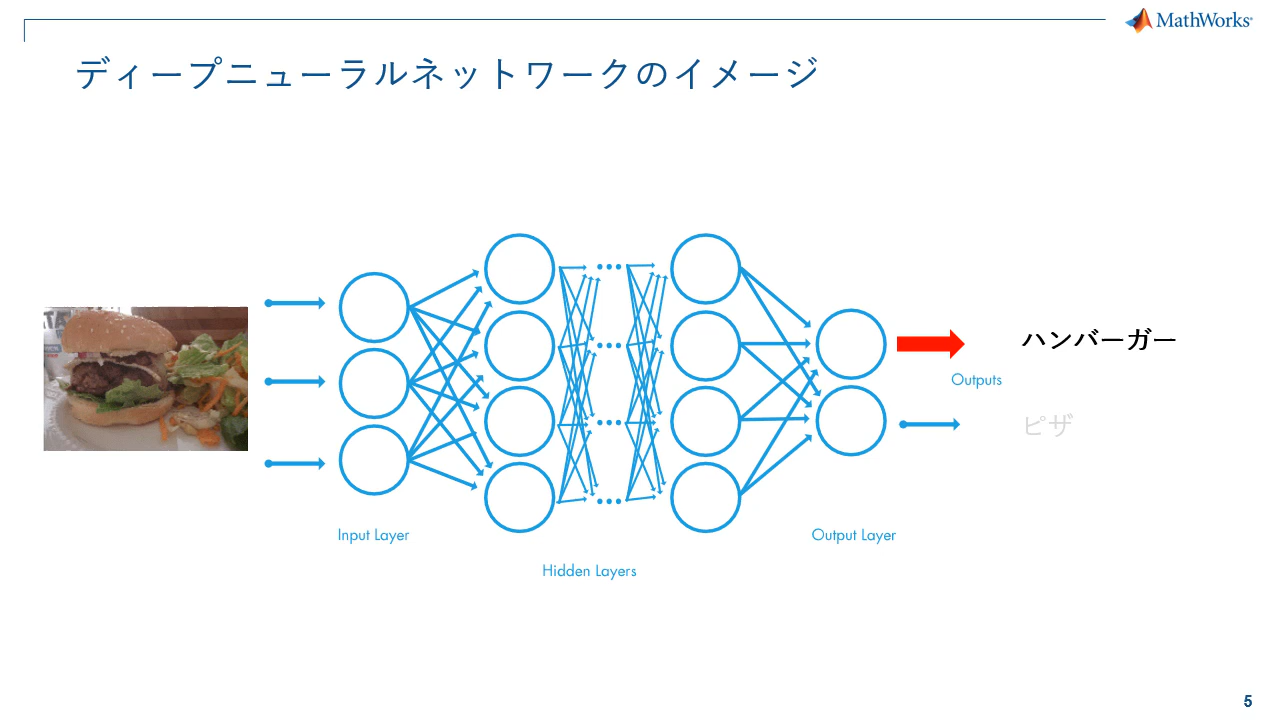 MathWorks
ディープニューラルネットワークのイメージ
ハンバーガー
Outputs
ピザ
Input Layer
Output Layer
Hidden Layers
5